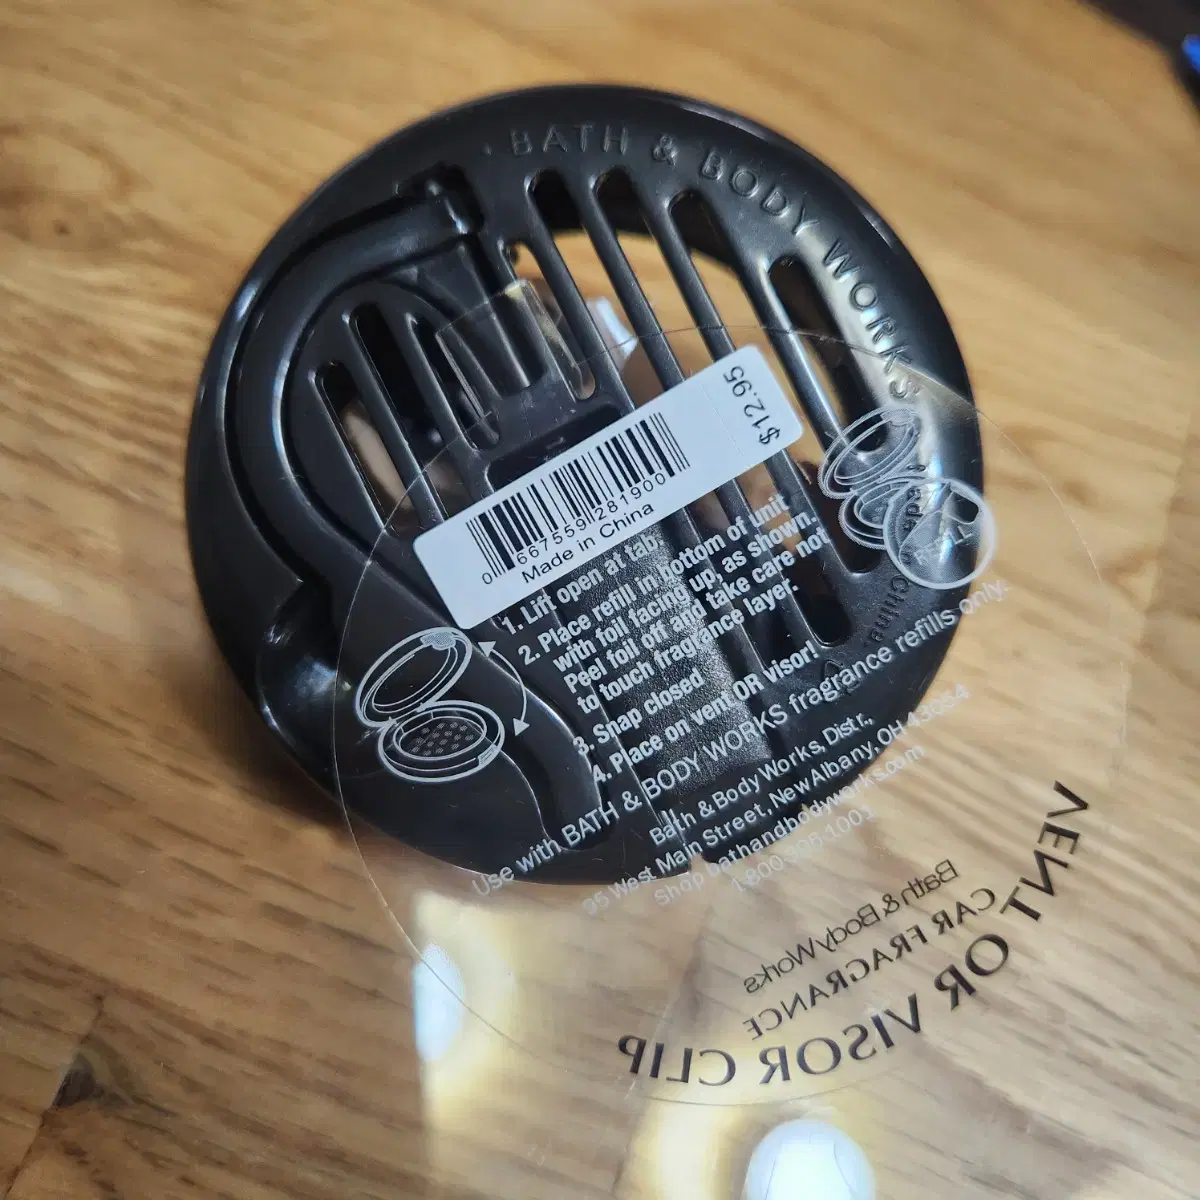 BATH & BODY WORKS
China
$12.95
0 667559 281900
Made in China
REFILL
1. Lift open at tab.
2. Place refill in bottom of unit
with foil facing up, as shown.
Peel foil off and take care not
to touch fragrance layer.
3. Snap closed
4. Place on vent OR visor!
Use with BATH & BODY WORKS fragrance refills only.
Bath & Body Works, Distr.,
95 West Main Street, New Albany, OH 43054
shop bathandbodyworks.com
Bath & Body Works
CAR FRAGRANCE
VENT OR VISOR CLIP